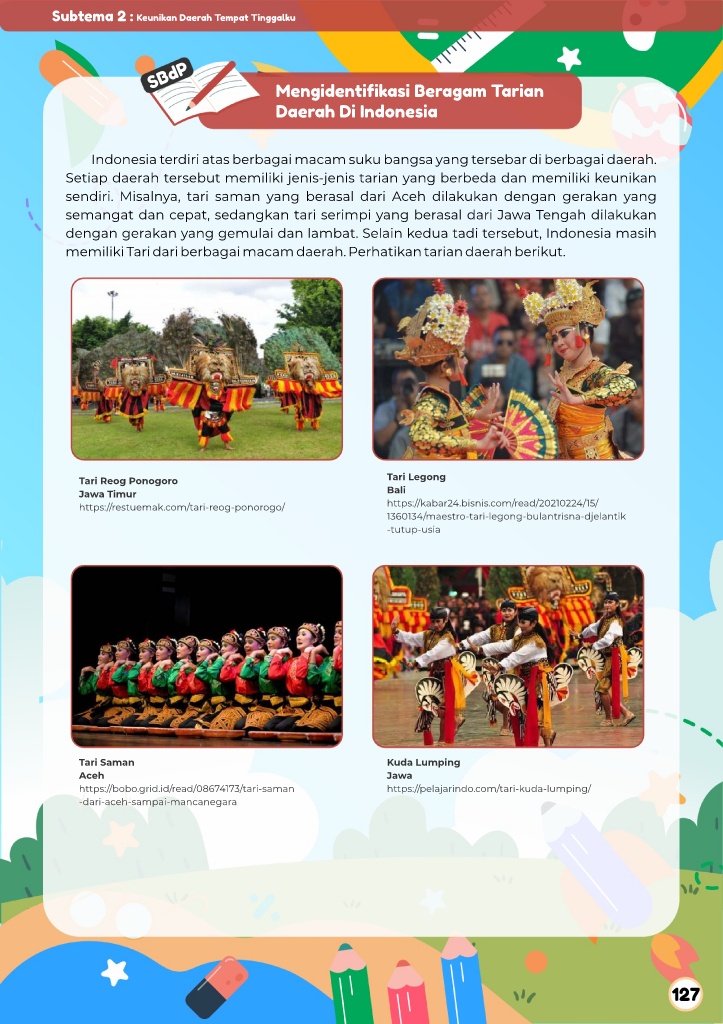 Subtema 2 : Keunikan Daerah Tempat Tinggalku
SBdP
Mengidentifikasi Beragam Tarian
Daerah Di Indonesia
Indonesia terdiri atas berbagai macam suku bangsa yang tersebar di berbagai daerah.
Setiap daerah tersebut memiliki jenis-jenis tarian yang berbeda dan memiliki keunikan
sendiri. Misalnya, tari saman yang berasal dari Aceh dilakukan dengan gerakan yang
semangat dan cepat, sedangkan tari serimpi yang berasal dari Jawa Tengah dilakukan
dengan gerakan yang gemulai dan lambat. Selain kedua tadi tersebut, Indonesia masih
memiliki Tari dari berbagai macam daerah. Perhatikan tarian daerah berikut.
Tari Reog Ponogoro
Jawa Timur
https://restuemak.com/tari-reog-ponorogo/
Tari Legong
Bali
https://kabar24.bisnis.com/read/20210224/15/
1360134/maestro-tari-legong-bulantrisna-djelantik
-tutup-usia
Tari Saman
Aceh
https://bobo.grid.id/read/08674173/tari-saman
-dari-aceh-sampai-mancanegara
Kuda Lumping
Jawa
https://pelajarindo.com/tari-kuda-lumping/
127